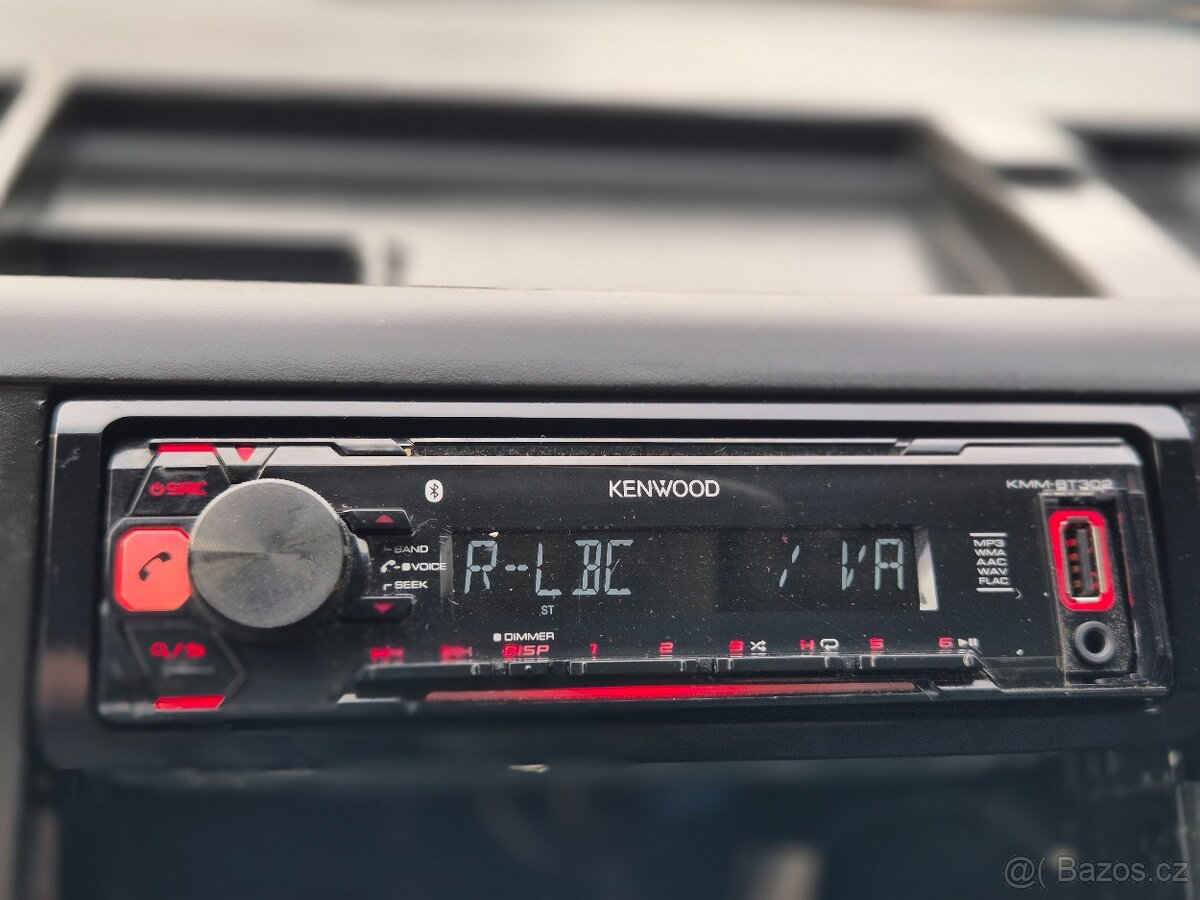 SRC
KENWOOD
KMM-BT302
BAND
VOICE
SEEK
R-LBC
VA
ST
MP3
WMA
AAC
WAV
FLAC
DIMMER
DISP 1 2 3 4 5 6
@( Bazos.cz